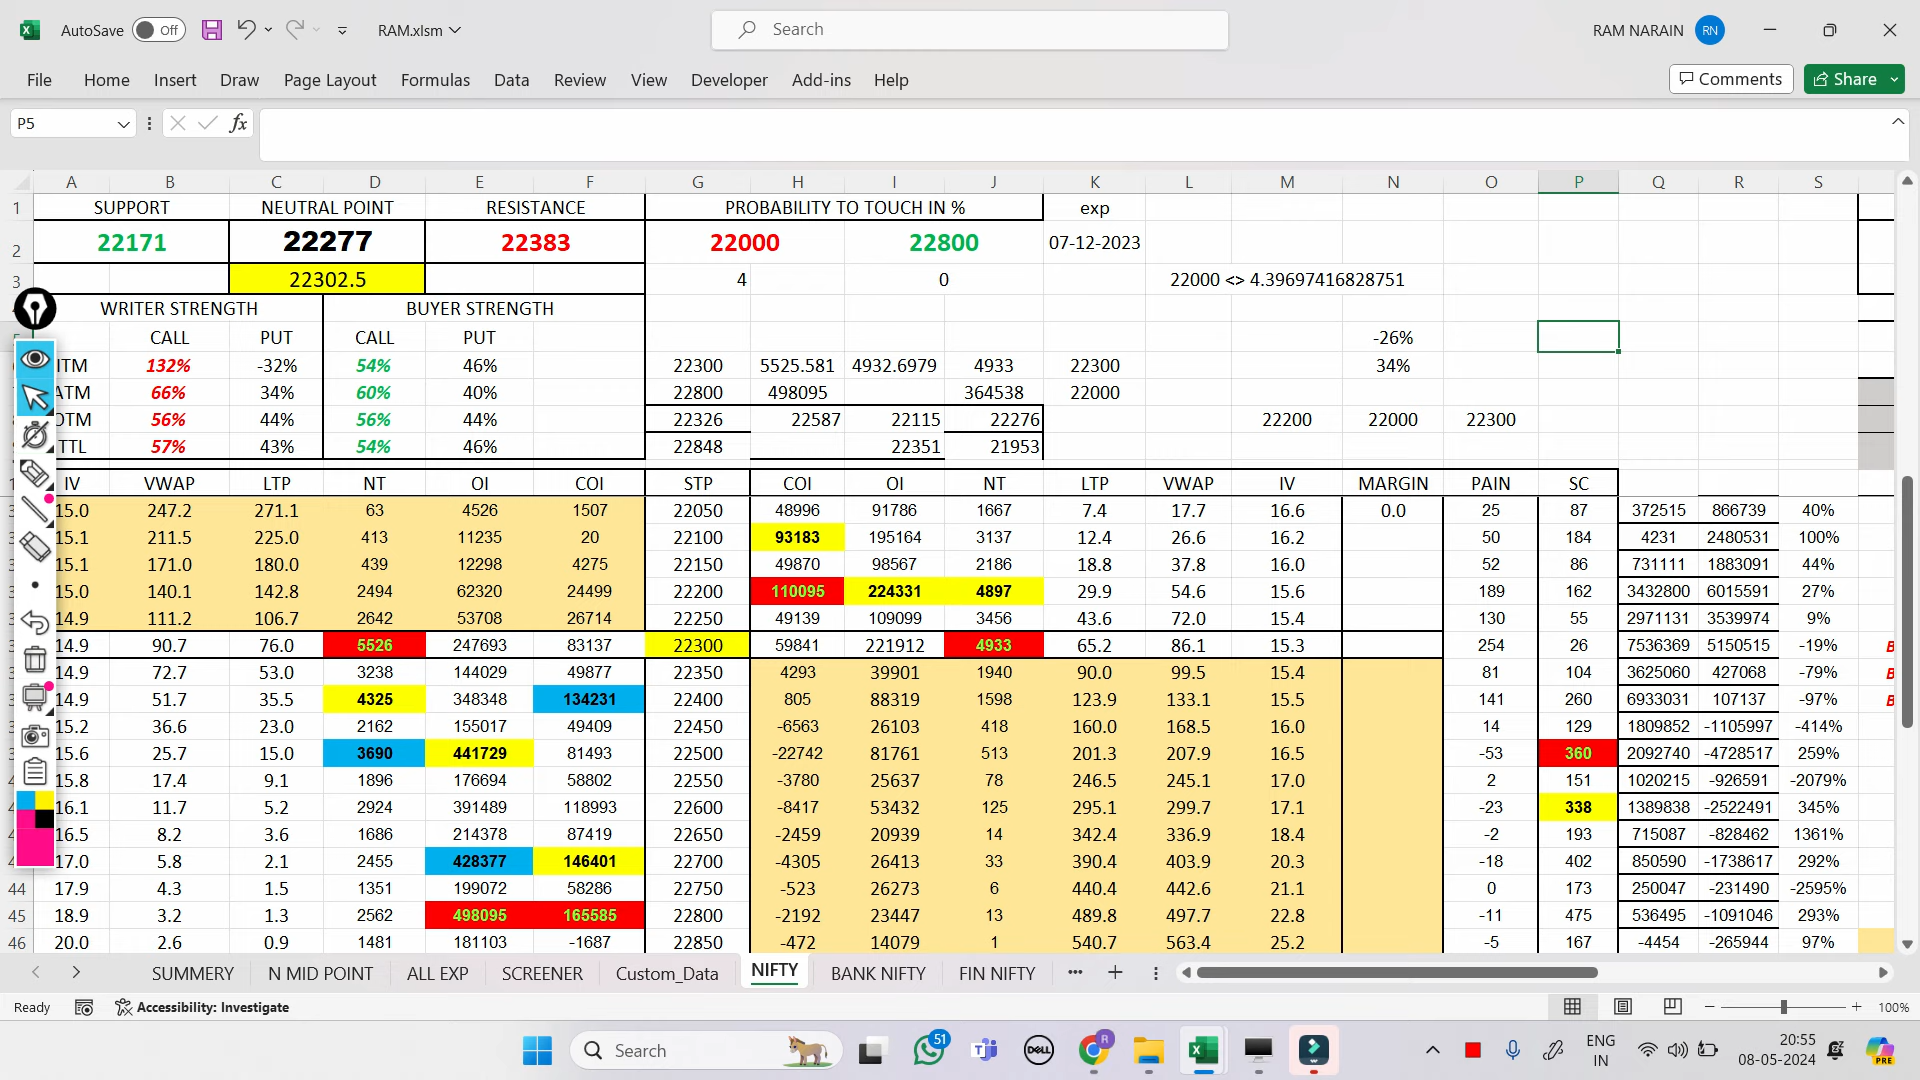 AutoSave Off RAM.xlsm Search RAM NARAIN RN
File Home Insert Draw Page Layout Formulas Data Review View Developer Add-ins Help Comments Share
P5 fx
A B C D E F G H I J K L M N O P Q R S
1 SUPPORT NEUTRAL POINT RESISTANCE PROBABILITY TO TOUCH IN % exp
2 22171 22277 22383 22000 22800 07-12-2023
3 22302.5 4 0 22000 <> 4.39697416828751
WRITER STRENGTH BUYER STRENGTH
CALL PUT CALL PUT -26%
ITM 132% -32% 54% 46% 22300 5525.581 4932.6979 4933 22300 34%
ATM 66% 34% 60% 40% 22800 498095 364538 22000
OTM 56% 44% 56% 44% 22326 22587 22115 22276 22200 22000 22300
TTL 57% 43% 54% 46% 22848 22351 21953
IV VWAP LTP NT OI COI STP COI OI NT LTP VWAP IV MARGIN PAIN SC
15.0 247.2 271.1 63 4526 1507 22050 48996 91786 1667 7.4 17.7 16.6 0.0 25 87 372515 866739 40%
15.1 211.5 225.0 413 11235 20 22100 93183 195164 3137 12.4 26.6 16.2 50 184 4231 2480531 100%
15.1 171.0 180.0 439 12298 4275 22150 49870 98567 2186 18.8 37.8 16.0 52 86 731111 1883091 44%
15.0 140.1 142.8 2494 62320 24499 22200 110095 224331 4897 29.9 54.6 15.6 189 162 3432800 6015591 27%
14.9 111.2 106.7 2642 53708 26714 22250 49139 109099 3456 43.6 72.0 15.4 130 55 2971131 3539974 9%
14.9 90.7 76.0 5526 247693 83137 22300 59841 221912 4933 65.2 86.1 15.3 254 26 7536369 5150515 -19%
14.9 72.7 53.0 3238 144029 49877 22350 4293 39901 1940 90.0 99.5 15.4 81 104 3625060 427068 -79%
14.9 51.7 35.5 4325 348348 134231 22400 805 88319 1598 123.9 133.1 15.5 141 260 6933031 107137 -97%
15.2 36.6 23.0 2162 155017 49409 22450 -6563 26103 418 160.0 168.5 16.0 14 129 1809852 -1105997 -414%
15.6 25.7 15.0 3690 441729 81493 22500 -22742 81761 513 201.3 207.9 16.5 -53 360 2092740 -4728517 259%
15.8 17.4 9.1 1896 176694 58802 22550 -3780 25637 78 246.5 245.1 17.0 2 151 1020215 -926591 -2079%
16.1 11.7 5.2 2924 391489 118993 22600 -8417 53432 125 295.1 299.7 17.1 -23 338 1389838 -2522491 345%
16.5 8.2 3.6 1686 214378 87419 22650 -2459 20939 14 342.4 336.9 18.4 -2 193 715087 -828462 1361%
17.0 5.8 2.1 2455 428377 146401 22700 -4305 26413 33 390.4 403.9 20.3 -18 402 850590 -1738617 292%
44 17.9 4.3 1.5 1351 199072 58286 22750 -523 26273 6 440.4 442.6 21.1 0 173 250047 -231490 -2595%
45 18.9 3.2 1.3 2562 498095 165585 22800 -2192 23447 13 489.8 497.7 22.8 -11 475 536495 -1091046 293%
46 20.0 2.6 0.9 1481 181103 -1687 22850 -472 14079 1 540.7 563.4 25.2 -5 167 -4454 -265944 97%
SUMMERY N MID POINT ALL EXP SCREENER Custom_Data NIFTY BANK NIFTY FIN NIFTY
Ready Accessibility: Investigate 100%
Search 51 DELL R ENG IN 20:55 08-05-2024 PRE